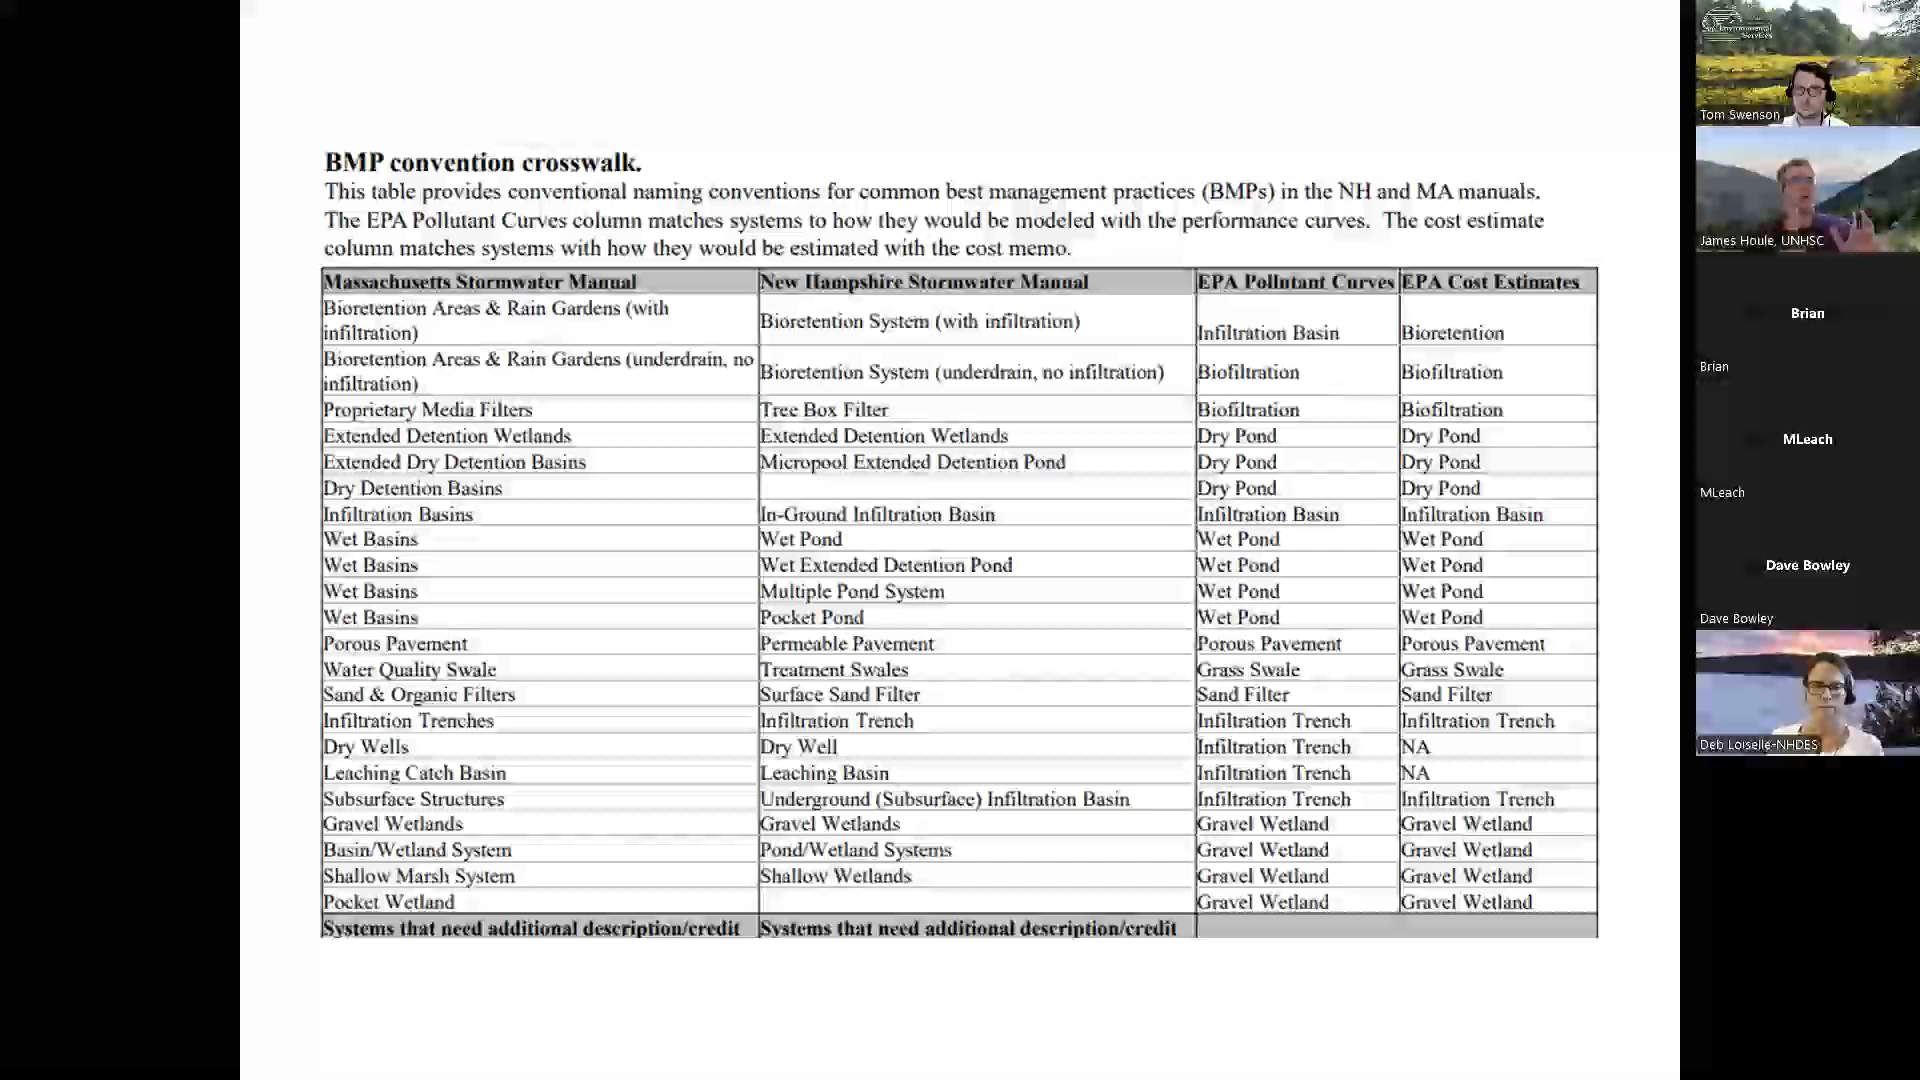 BMP convention crosswalk.
This table provides conventional naming conventions for common best management practices (BMPs) in the NH and MA manuals.
The EPA Pollutant Curves column matches systems to how they would be modeled with the performance curves. The cost estimate
column matches systems with how they would be estimated with the cost memo.
Massachusetts Stormwater Manual New Hampshire Stormwater Manual EPA Pollutant Curves EPA Cost Estimates
Bioretention Areas & Rain Gardens (with
infiltration) Bioretention System (with infiltration) Infiltration Basin Bioretention
Bioretention Areas & Rain Gardens (underdrain, no
infiltration) Bioretention System (underdrain, no infiltration) Biofiltration Biofiltration
Proprietary Media Filters Tree Box Filter Biofiltration Biofiltration
Extended Detention Wetlands Extended Detention Wetlands Dry Pond Dry Pond
Extended Dry Detention Basins Micropool Extended Detention Pond Dry Pond Dry Pond
Dry Detention Basins Dry Pond Dry Pond
Infiltration Basins In-Ground Infiltration Basin Infiltration Basin Infiltration Basin
Wet Basins Wet Pond Wet Pond Wet Pond
Wet Basins Wet Extended Detention Pond Wet Pond Wet Pond
Wet Basins Multiple Pond System Wet Pond Wet Pond
Wet Basins Pocket Pond Wet Pond Wet Pond
Porous Pavement Permeable Pavement Porous Pavement Porous Pavement
Water Quality Swale Treatment Swales Grass Swale Grass Swale
Sand & Organic Filters Surface Sand Filter Sand Filter Sand Filter
Infiltration Trenches Infiltration Trench Infiltration Trench Infiltration Trench
Dry Wells Dry Well Infiltration Trench NA
Leaching Catch Basin Leaching Basin Infiltration Trench NA
Subsurface Structures Underground (Subsurface) Infiltration Basin Infiltration Trench Infiltration Trench
Gravel Wetlands Gravel Wetlands Gravel Wetland Gravel Wetland
Basin/Wetland System Pond/Wetland Systems Gravel Wetland Gravel Wetland
Shallow Marsh System Shallow Wetlands Gravel Wetland Gravel Wetland
Pocket Wetland Gravel Wetland Gravel Wetland
Systems that need additional description/credit Systems that need additional description/credit
Environmental
Services
Tom Swenson
James Houle, UNHSC
Brian
Brian
MLeach
MLeach
Dave Bowley
Dave Bowley
Deb Loiselle-NHDES